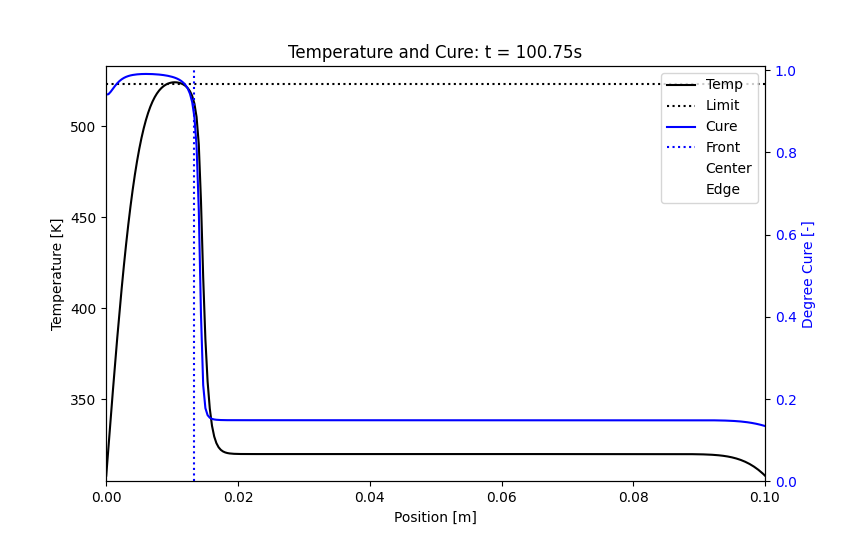 Temperature and Cure: t = 100.75s
Temperature [K]
500
450
400
350
Temp
Limit
Cure
Front
Center
Edge
1.0
0.8
0.6
0.4
0.2
0.0
Degree Cure [-]
0.00
0.02
0.04
0.06
0.08
0.10
Position [m]